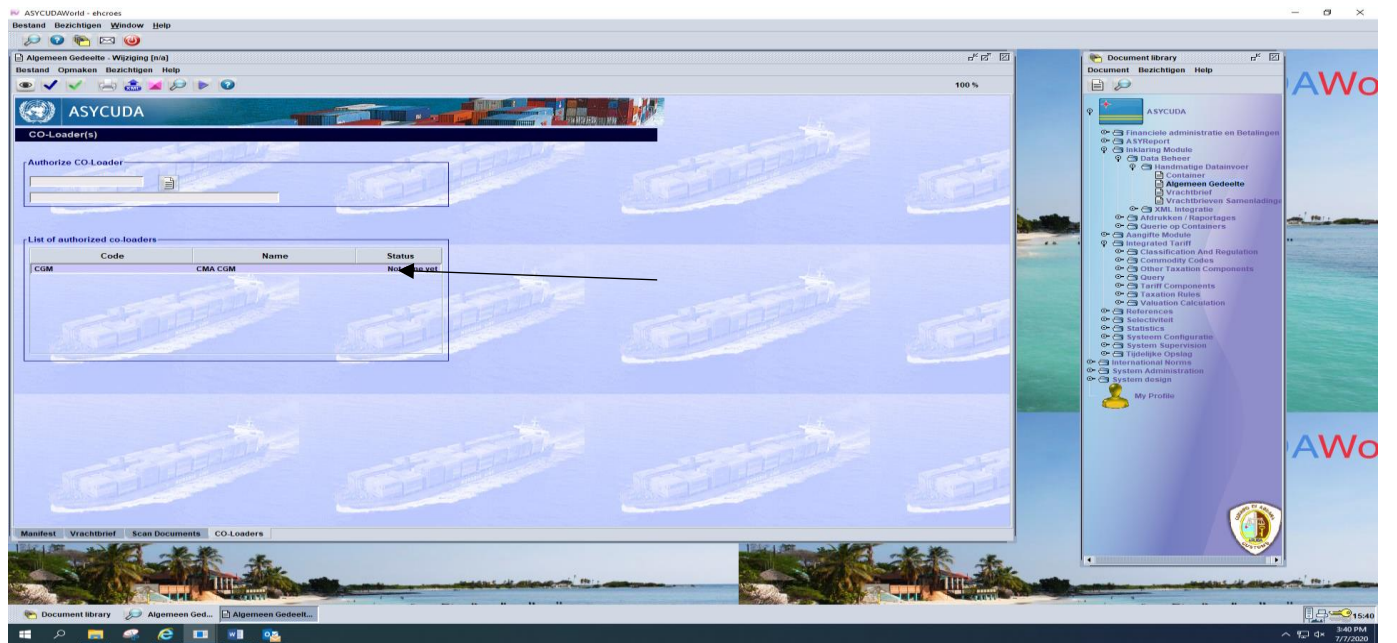 ASYCUDAWorld - ehcroes
Bestand Bezichtigen Window Help
Algemeen Gedeelte - Wijziging [n/a]
Bestand Opmaken Bezichtigen Help
100 %
ASYCUDA
CO-Loader(s)
Authorize CO-Loader
List of authorized co-loaders
Code Name Status
CGM CMA CGM Not yet
Manifest Vrachtbrief Scan Documents CO-Loaders
Document library
Document Bezichtigen Help
ASYCUDA
Financiele administratie en Betalingen
ASYReport
Inklaring Module
Data Beheer
Handmatige Datainvoer
Container
Algemeen Gedeelte
Vrachtbrief
Vrachtbrieven Samenladinge
XML Integratie
Afdrukken / Raportages
Querie op Containers
Aangifte Module
Integrated Tariff
Classification And Regulation
Commodity Codes
Other Taxation Components
Query
Tariff Components
Taxation Rules
Valuation Calculation
References
Selectiviteit
Statistics
Systeem Configuratie
System Supervision
Tijdelijke Opslag
International Norms
System Administration
System design
My Profile
AWo
AWo
Document library Algemeen Ged... Algemeen Gedeelt...
15:40
3:40 PM
7/7/2020